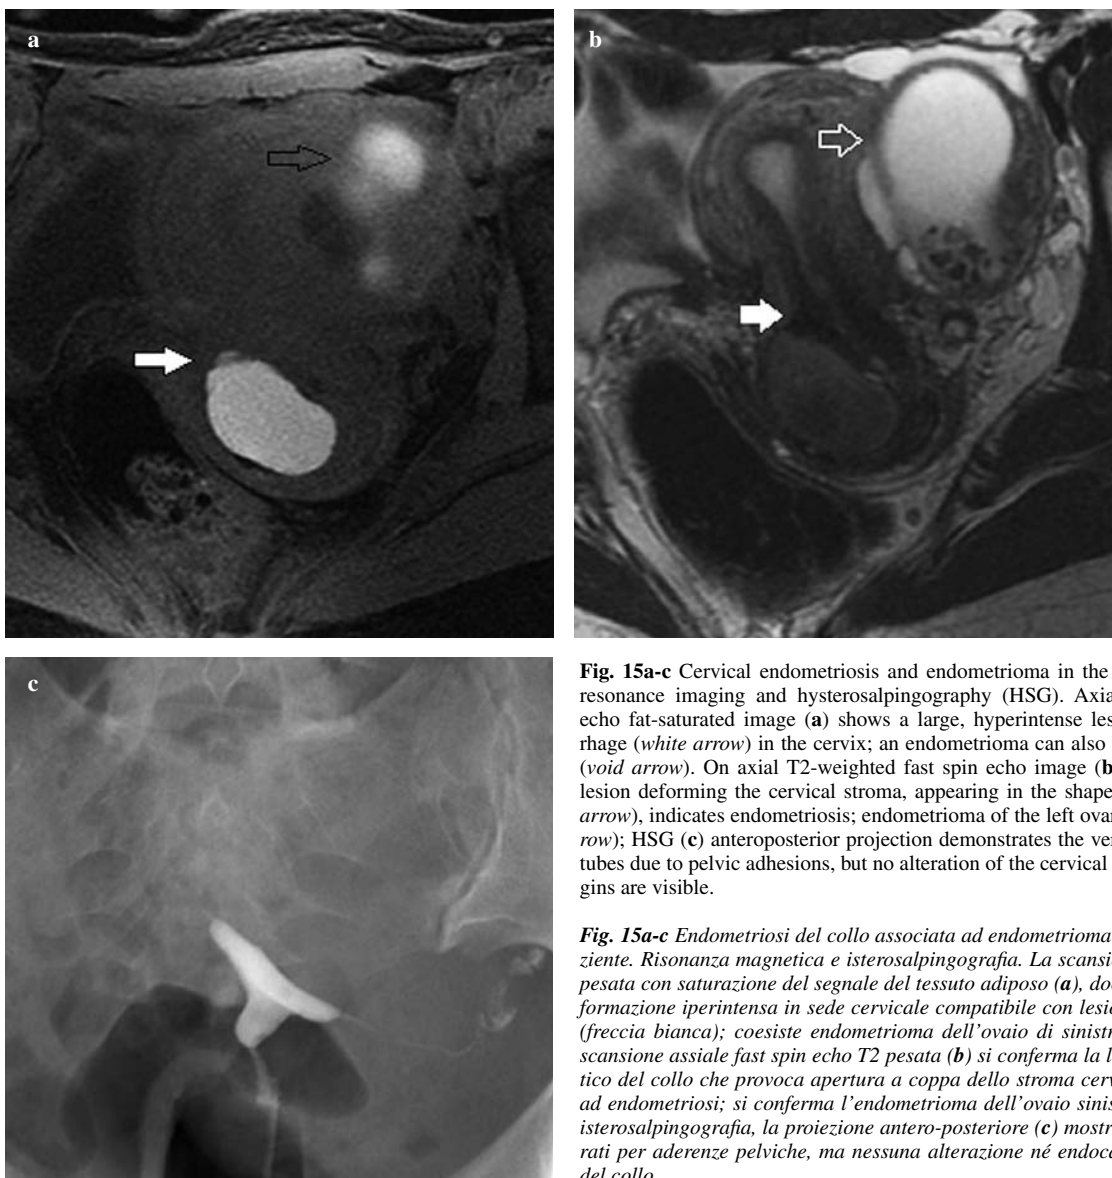 a
b
c
Fig. 15a-c Cervical endometriosis and endometrioma in the
resonance imaging and hysterosalpingography (HSG). Axia
echo fat-saturated image (a) shows a large, hyperintense les
rhage (white arrow) in the cervix; an endometrioma can also
(void arrow). On axial T2-weighted fast spin echo image (b
lesion deforming the cervical stroma, appearing in the shape
arrow), indicates endometriosis; endometrioma of the left ovar
row); HSG (c) anteroposterior projection demonstrates the ver
tubes due to pelvic adhesions, but no alteration of the cervical
gins are visible.
Fig. 15a-c Endometriosi del collo associata ad endometrioma
ziente. Risonanza magnetica e isterosalpingografia. La scansi
pesata con saturazione del segnale del tessuto adiposo (a), do
formazione iperintensa in sede cervicale compatibile con lesi
(freccia bianca); coesiste endometrioma dell'ovaio di sinistr
scansione assiale fast spin echo T2 pesata (b) si conferma la l
tico del collo che provoca apertura a coppa dello stroma cerv
ad endometriosi; si conferma l'endometrioma dell'ovaio sinis
isterosalpingografia, la proiezione antero-posteriore (c) mostr
rati per aderenze pelviche, ma nessuna alterazione né endoc
del collo